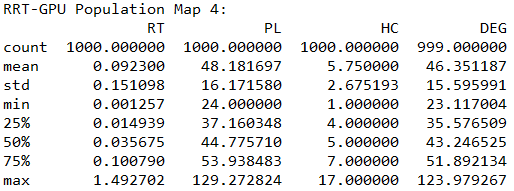 RRT-GPU Population Map 4:
RT PL HC DEG
count 1000.000000 1000.000000 1000.000000 999.000000
mean 0.092300 48.181697 5.750000 46.351187
std 0.151098 16.171580 2.675193 15.595991
min 0.001257 24.000000 1.000000 23.117004
25% 0.014939 37.160348 4.000000 35.576509
50% 0.035675 44.775710 5.000000 43.246525
75% 0.100790 53.938483 7.000000 51.892134
max 1.492702 129.272824 17.000000 123.979267